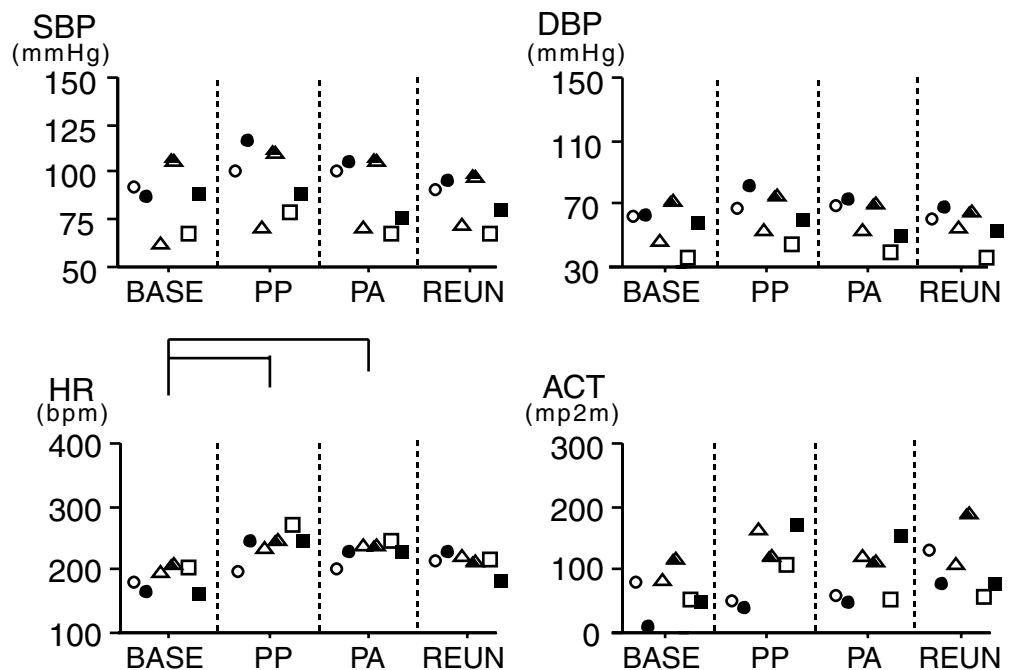 SBP
(mmHg)
150
125
100
75
50
BASE PP PA REUN
DBP
(mmHg)
150
110
70
30
BASE PP PA REUN
HR
(bpm)
400
300
200
100
BASE PP PA REUN
ACT
(mp2m)
300
200
100
0
BASE PP PA REUN